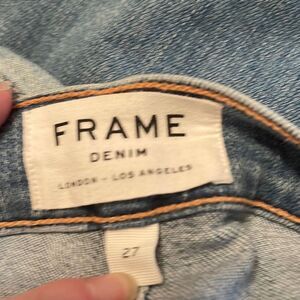 FRAME
DENIM
LONDON - LOS ANGELES
27